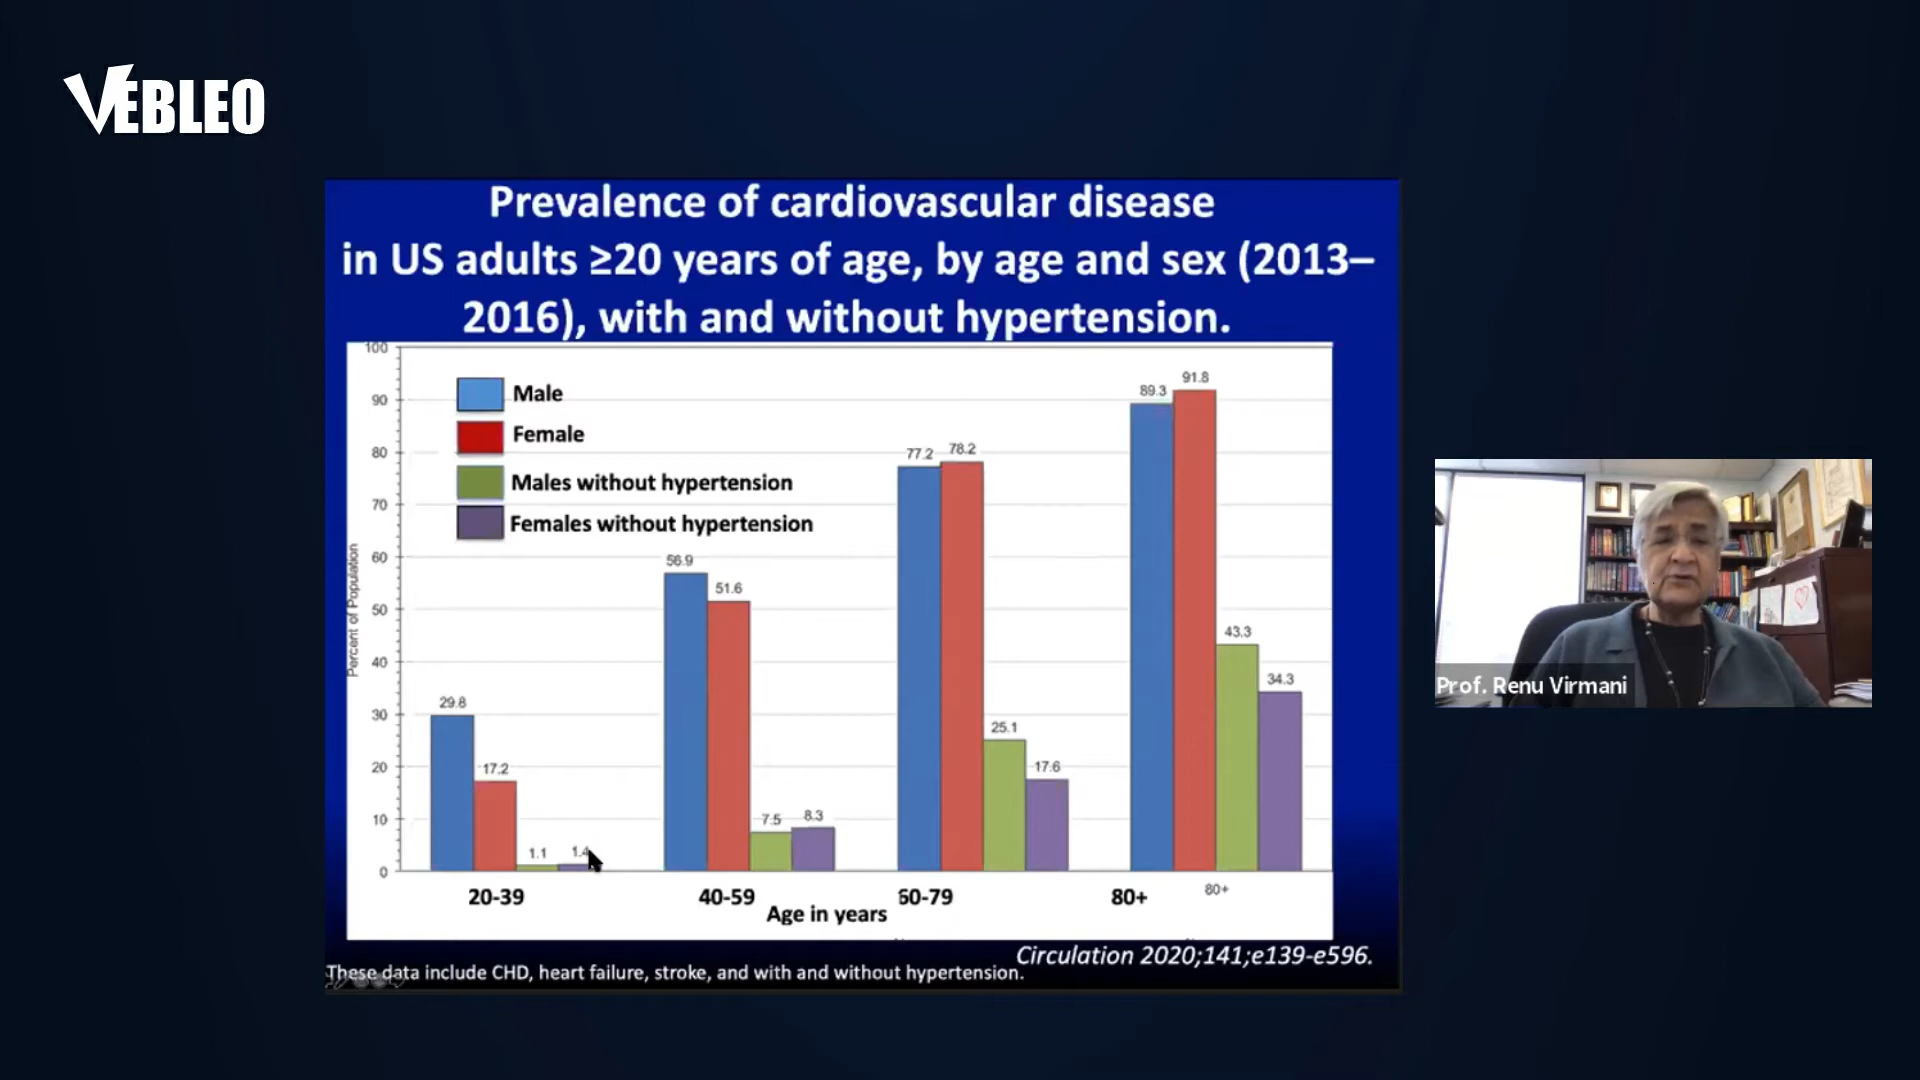 VEBLEO
Prevalence of cardiovascular disease
in US adults ≥20 years of age, by age and sex (2013–
2016), with and without hypertension.
100
90
80
70
60
50
40
30
20
10
0
Percent of Population
Male
Female
Males without hypertension
Females without hypertension
29.8
17.2
1.1
1.4
56.9
51.6
7.5
8.3
77.2
78.2
25.1
17.6
89.3
91.8
43.3
34.3
20-39
40-59
60-79
80+
80+
Age in years
Circulation 2020;141;e139-e596.
These data include CHD, heart failure, stroke, and with and without hypertension.
Prof. Renu Virmani